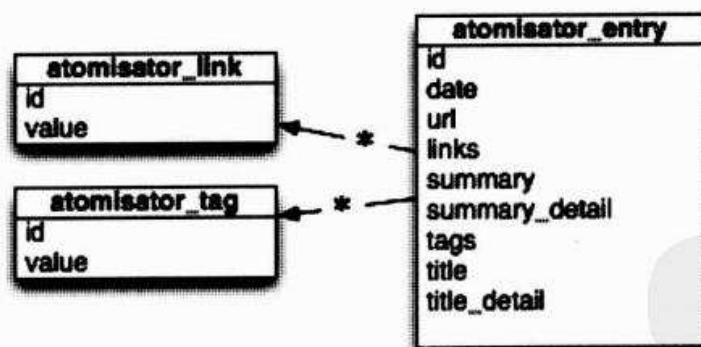 atomisator_link
id
value
*
atomisator_tag
id
value
*
atomisator_entry
id
date
url
links
summary
summary_detail
tags
title
title_detail